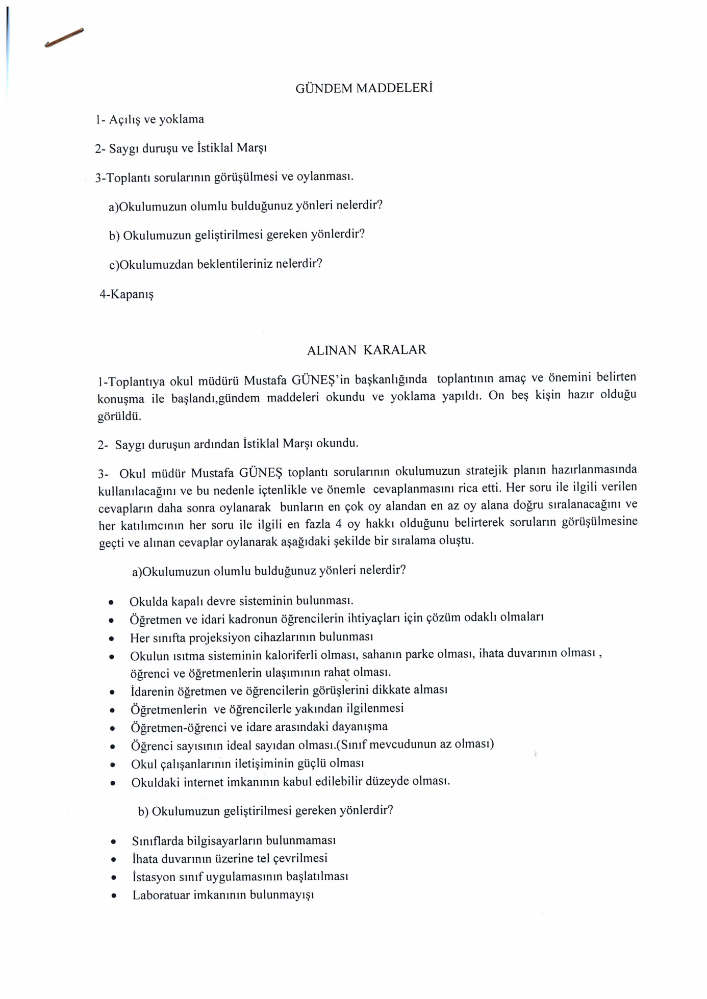 GÜNDEM MADDELERİ
1- Açılış ve yoklama
2- Saygı duruşu ve İstiklal Marşı
3-Toplantı sorularının görüşülmesi ve oylanması.
a)Okulumuzun olumlu bulduğunuz yönleri nelerdir?
b) Okulumuzun geliştirilmesi gereken yönlerdir?
c)Okulumuzdan beklentileriniz nelerdir?
4-Kapanış
ALINAN KARALAR
1-Toplantıya okul müdürü Mustafa GÜNEŞ'in başkanlığında toplantının amaç ve önemini belirten
konuşma ile başlandı,gündem maddeleri okundu ve yoklama yapıldı. On beş kişin hazır olduğu
görüldü.
2- Saygı duruşun ardından İstiklal Marşı okundu.
3- Okul müdür Mustafa GÜNEŞ toplantı sorularının okulumuzun stratejik planın hazırlanmasında
kullanılacağını ve bu nedenle içtenlikle ve önemle cevaplanmasını rica etti. Her soru ile ilgili verilen
cevapların daha sonra oylanarak bunların en çok oy alandan en az oy alana doğru sıralanacağını ve
her katılımcının her soru ile ilgili en fazla 4 oy hakkı olduğunu belirterek soruların görüşülmesine
geçti ve alınan cevaplar oylanarak aşağıdaki şekilde bir sıralama oluştu.
a)Okulumuzun olumlu bulduğunuz yönleri nelerdir?
• Okulda kapalı devre sisteminin bulunması.
• Öğretmen ve idari kadronun öğrencilerin ihtiyaçları için çözüm odaklı olmaları
• Her sınıfta projeksiyon cihazlarının bulunması
• Okulun ısıtma sisteminin kaloriferli olması, sahanın parke olması, ihata duvarının olması ,
öğrenci ve öğretmenlerin ulaşımının rahat olması.
• İdarenin öğretmen ve öğrencilerin görüşlerini dikkate alması
• Öğretmenlerin ve öğrencilerle yakından ilgilenmesi
• Öğretmen-öğrenci ve idare arasındaki dayanışma
• Öğrenci sayısının ideal sayıdan olması.(Sınıf mevcudunun az olması)
• Okul çalışanlarının iletişiminin güçlü olması
• Okuldaki internet imkanının kabul edilebilir düzeyde olması.
b) Okulumuzun geliştirilmesi gereken yönlerdir?
• Sınıflarda bilgisayarların bulunmaması
• İhata duvarının üzerine tel çevrilmesi
• İstasyon sınıf uygulamasının başlatılması
• Laboratuar imkanının bulunmayışı